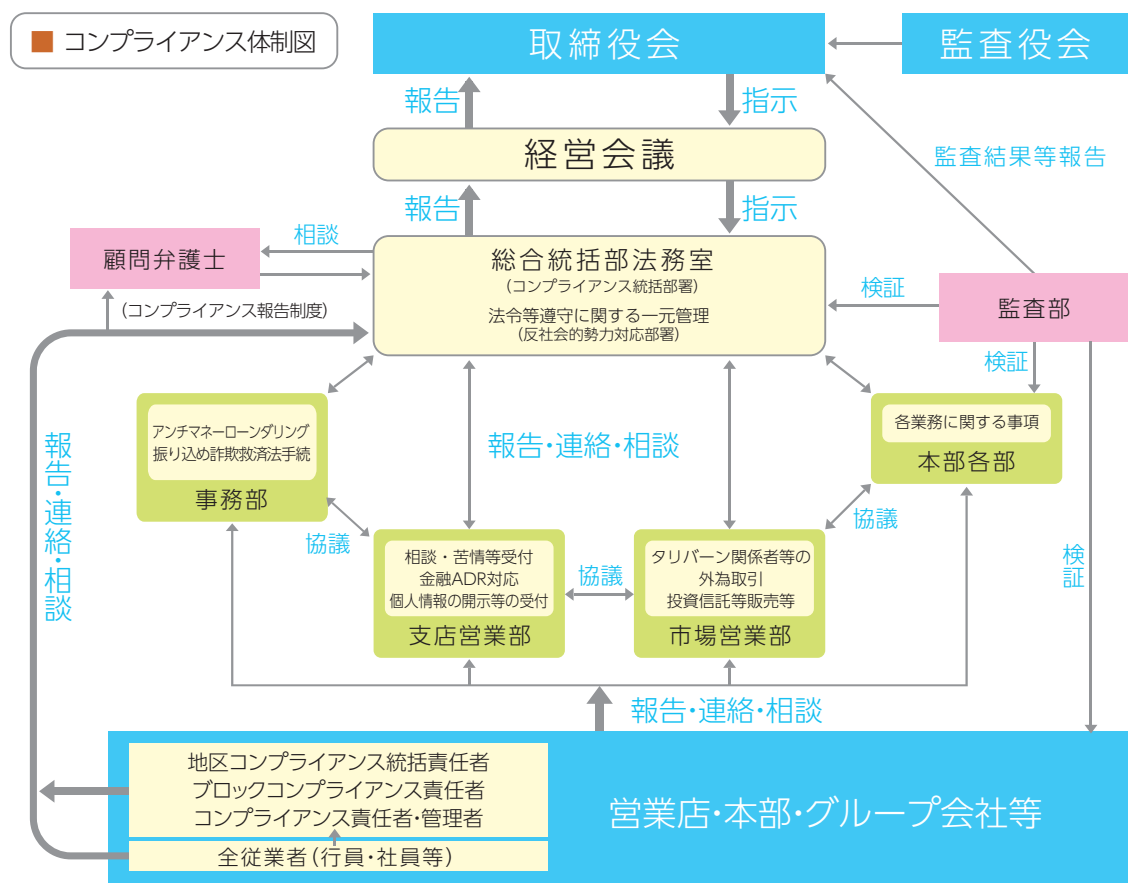 ■ コンプライアンス体制図
取締役会
監査役会
報告
指示
経営会議
監査結果等報告
報告
指示
相談
顧問弁護士
総合統括部法務室
(コンプライアンス統括部署)
法令等遵守に関する一元管理
(反社会的勢力対応部署)
検証
監査部
(コンプライアンス報告制度)
検証
アンチマネーローンダリング
振り込め詐欺救済法手続
事務部
報告・連絡・相談
各業務に関する事項
本部各部
報告・連絡・相談
協議
協議
相談・苦情等受付
金融ADR対応
個人情報の開示等の受付
支店営業部
協議
タリバーン関係者等の
外為取引
投資信託等販売等
市場営業部
検証
報告・連絡・相談
地区コンプライアンス統括責任者
ブロックコンプライアンス責任者
コンプライアンス責任者・管理者
全従業者(行員・社員等)
営業店・本部・グループ会社等